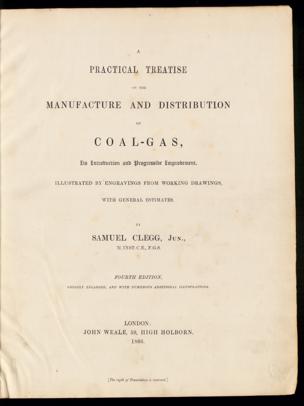 A
PRACTICAL TREATISE
ON THE
MANUFACTURE AND DISTRIBUTION
OF
COAL-GAS,
Its Introduction and Progressive Improvement.
ILLUSTRATED BY ENGRAVINGS FROM WORKING DRAWINGS,
WITH GENERAL ESTIMATES.
BY
SAMUEL CLEGG, JUN.,
M. INST. C.E., F.G.S.
FOURTH EDITION,
GREATLY ENLARGED, AND WITH NUMEROUS ADDITIONAL ILLUSTRATIONS.
LONDON:
JOHN WEALE, 59, HIGH HOLBORN.
[The right of Translation is reserved.]